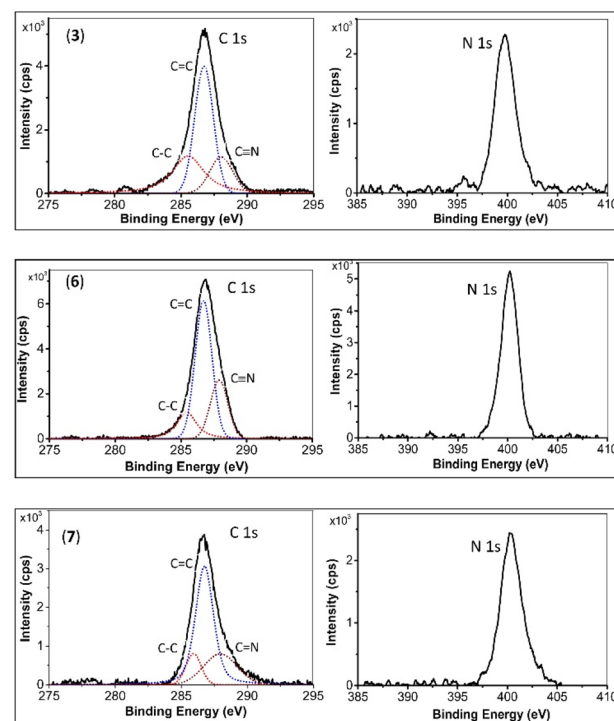 x10³
(3)
C 1s
C=C
C-C
C≡N
4
2
0
Intensity (cps)
275 280 285 290 295
Binding Energy (eV)
x10³
N 1s
2
1
0
Intensity (cps)
385 390 395 400 405 410
Binding Energy (eV)
x10³
(6)
C 1s
C=C
C-C
C≡N
6
4
2
0
Intensity (cps)
275 280 285 290 295
Binding Energy (eV)
x10³
N 1s
5
4
3
2
1
0
Intensity (cps)
385 390 395 400 405 410
Binding Energy (eV)
x10³
(7)
C 1s
C=C
C-C
C≡N
4
3
2
1
0
Intensity (cps)
275 280 285 290 295
Binding Energy (eV)
x10³
N 1s
2
1
0
Intensity (cps)
385 390 395 400 405 410
Binding Energy (eV)